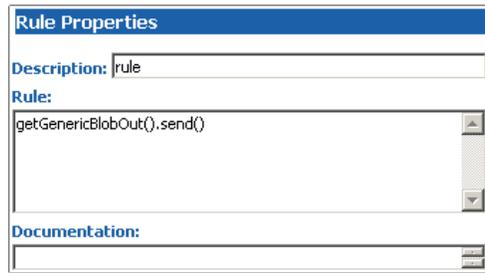 Rule Properties
Description: rule
Rule:
getGenericBlobOut().send()
Documentation: